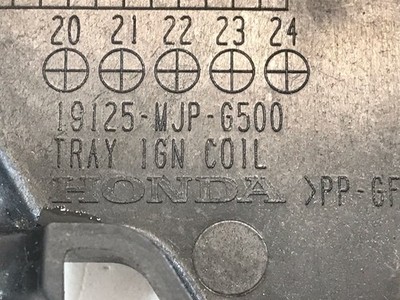 20 21 22 23 24
19125-MJP-G500
TRAY IGN COIL
HONDA >PP-GF